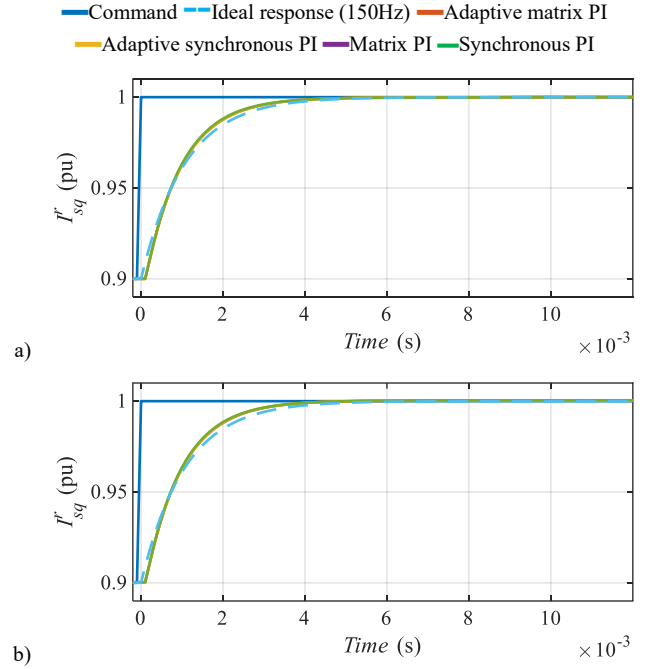 Command Ideal response (150Hz) Adaptive matrix PI
Adaptive synchronous PI Matrix PI Synchronous PI
1
0.95
0.9
I^r_sq (pu)
0 2 4 6 8 10
Time (s) ×10^-3
a)
1
0.95
0.9
I^r_sq (pu)
0 2 4 6 8 10
Time (s) ×10^-3
b)